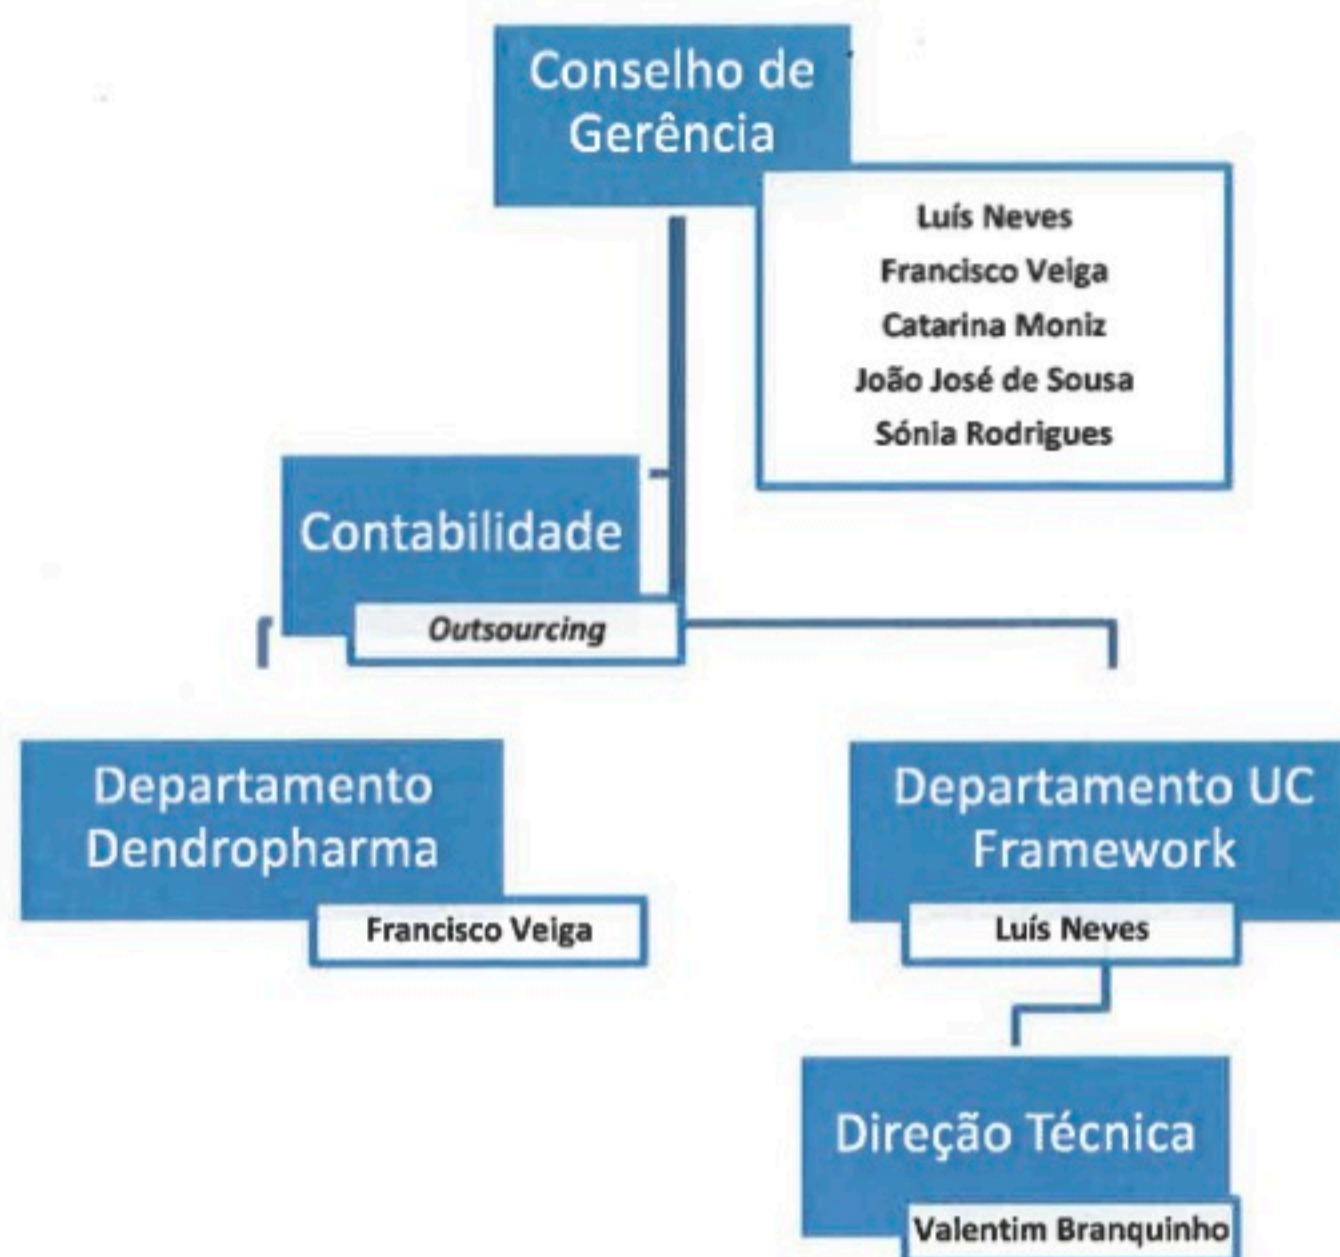 Conselho de
Gerência
Luís Neves
Francisco Veiga
Catarina Moniz
João José de Sousa
Sónia Rodrigues
Contabilidade
Outsourcing
Departamento
Dendropharma
Francisco Veiga
Departamento UC
Framework
Luís Neves
Direção Técnica
Valentim Branquinho